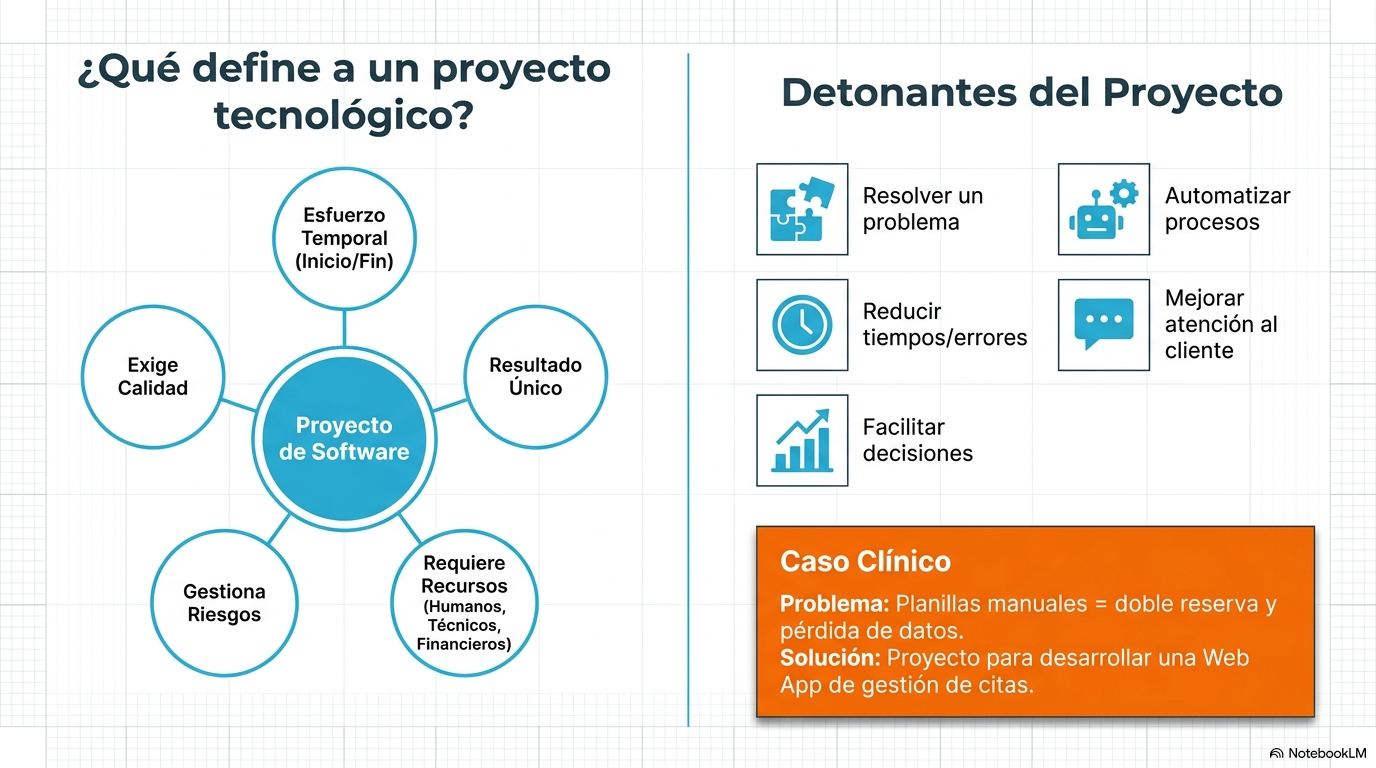 ¿Qué define a un proyecto
tecnológico?
Esfuerzo
Temporal
(Inicio/Fin)
Exige
Calidad
Resultado
Único
Proyecto
de Software
Gestiona
Riesgos
Requiere
Recursos
(Humanos,
Técnicos,
Financieros)
Detonantes del Proyecto
Resolver un
problema
Automatizar
procesos
Reducir
tiempos/errores
Mejorar
atención al
cliente
Facilitar
decisiones
Caso Clínico
Problema: Planillas manuales = doble reserva y
pérdida de datos.
Solución: Proyecto para desarrollar una Web
App de gestión de citas.
NotebookLM